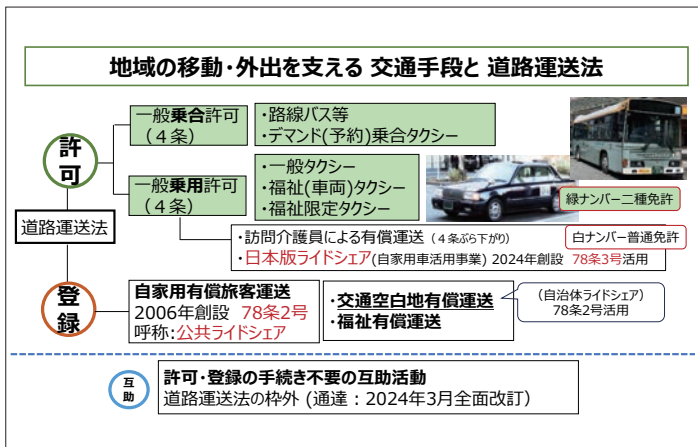 地域の移動・外出を支える 交通手段と 道路運送法
許可
一般乗合許可
(４条)
・路線バス等
・デマンド(予約)乗合タクシー
一般乗用許可
(４条)
・一般タクシー
・福祉(車両)タクシー
・福祉限定タクシー
緑ナンバー二種免許
道路運送法
・訪問介護員による有償運送 (４条ぶら下がり)
白ナンバー普通免許
・日本版ライドシェア(自家用車活用事業) 2024年創設 78条3号活用
登録
自家用有償旅客運送
2006年創設 78条2号
呼称:公共ライドシェア
・交通空白地有償運送
・福祉有償運送
(自治体ライドシェア)
78条2号活用
互助
許可・登録の手続き不要の互助活動
道路運送法の枠外 (通達：2024年3月全面改訂)